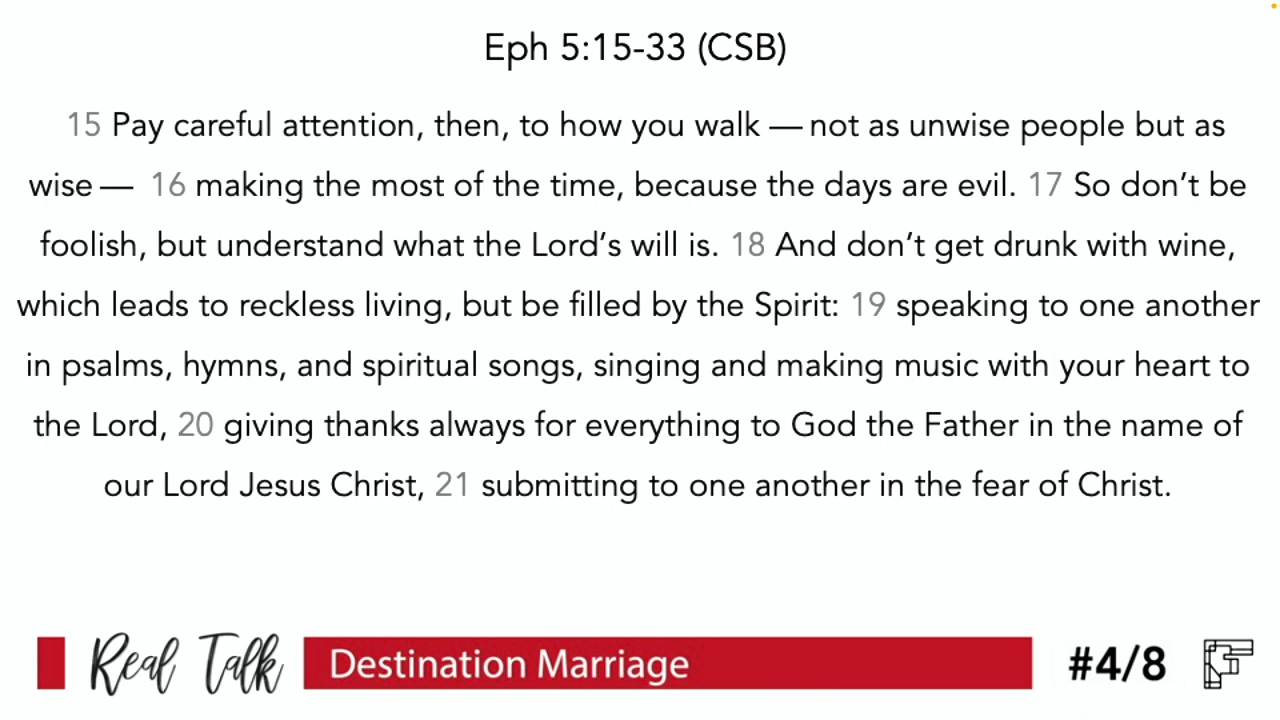 Eph 5:15-33 (CSB)
15 Pay careful attention, then, to how you walk — not as unwise people but as
wise — 16 making the most of the time, because the days are evil. 17 So don’t be
foolish, but understand what the Lord’s will is. 18 And don’t get drunk with wine,
which leads to reckless living, but be filled by the Spirit: 19 speaking to one another
in psalms, hymns, and spiritual songs, singing and making music with your heart to
the Lord, 20 giving thanks always for everything to God the Father in the name of
our Lord Jesus Christ, 21 submitting to one another in the fear of Christ.
Real Talk Destination Marriage #4/8